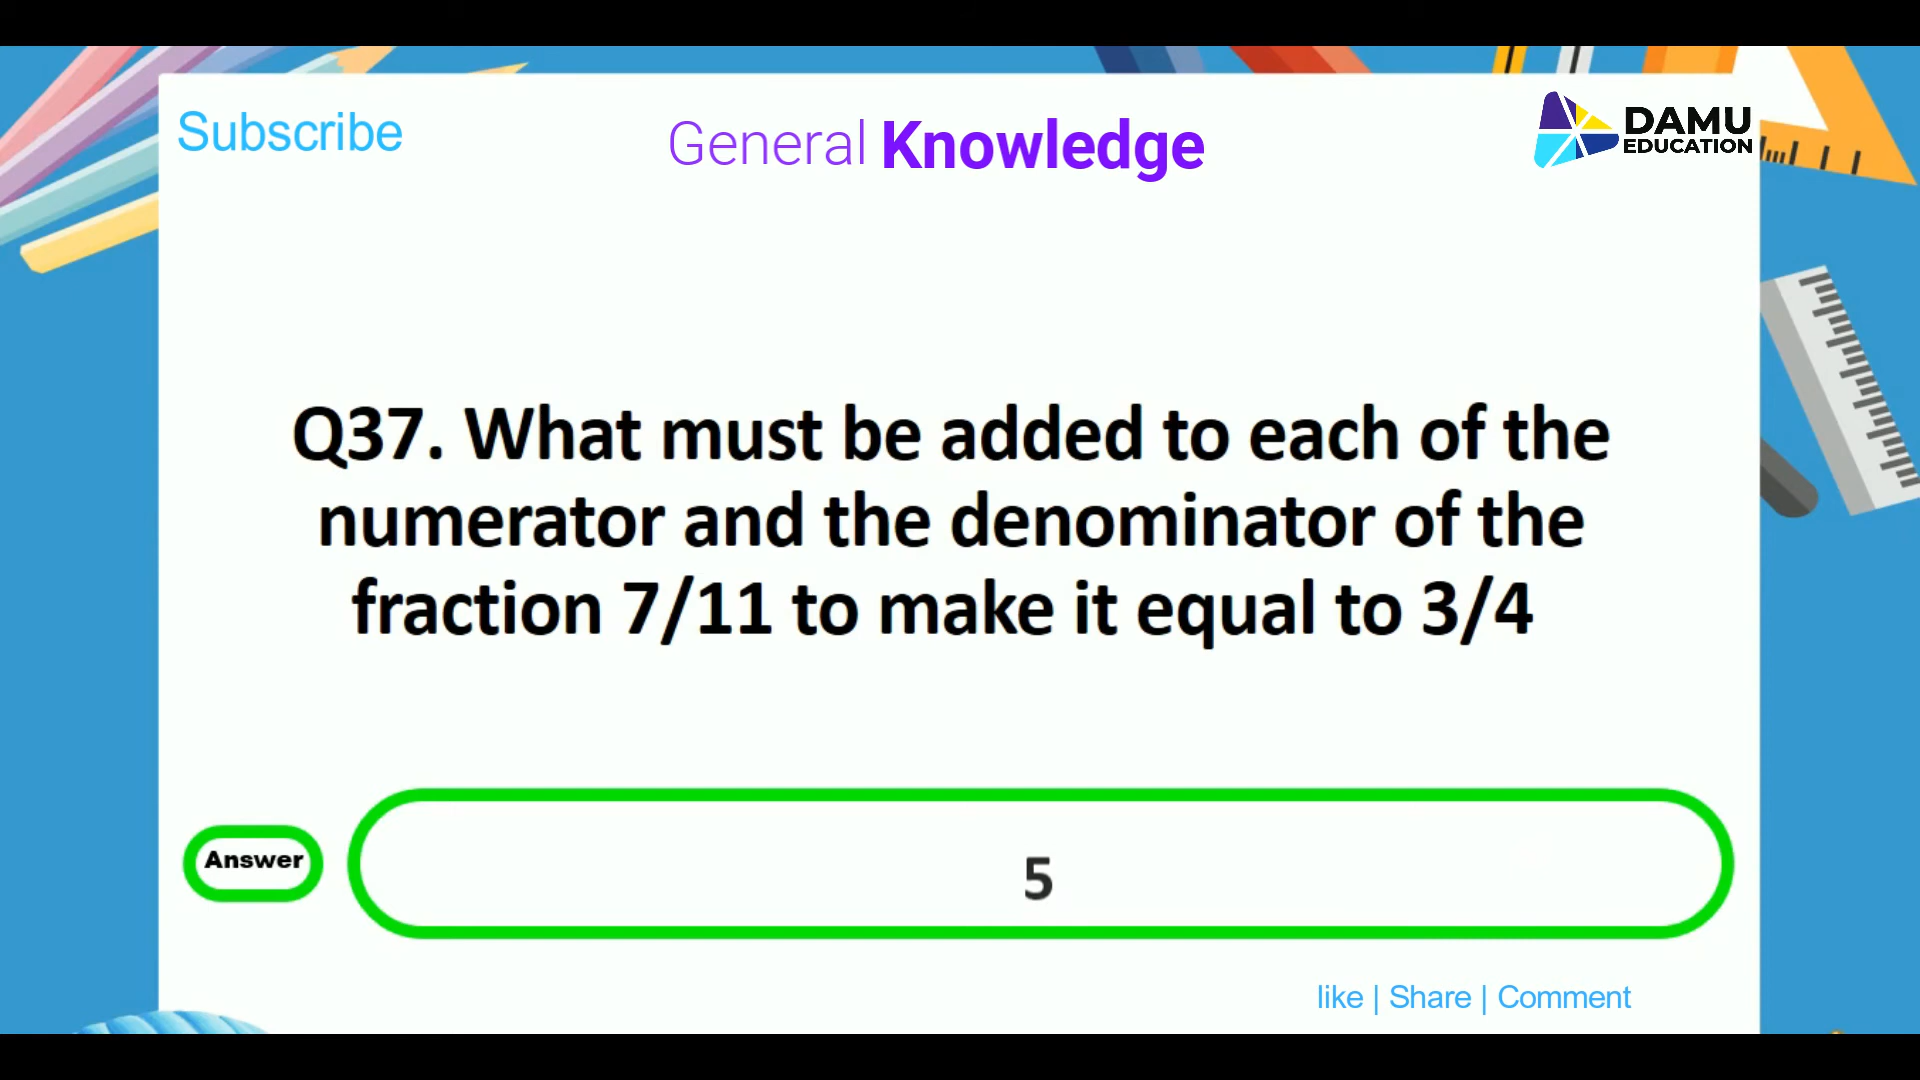 Subscribe
General Knowledge
DAMU
EDUCATION
Q37. What must be added to each of the
numerator and the denominator of the
fraction 7/11 to make it equal to 3/4
Answer
5
like | Share | Comment